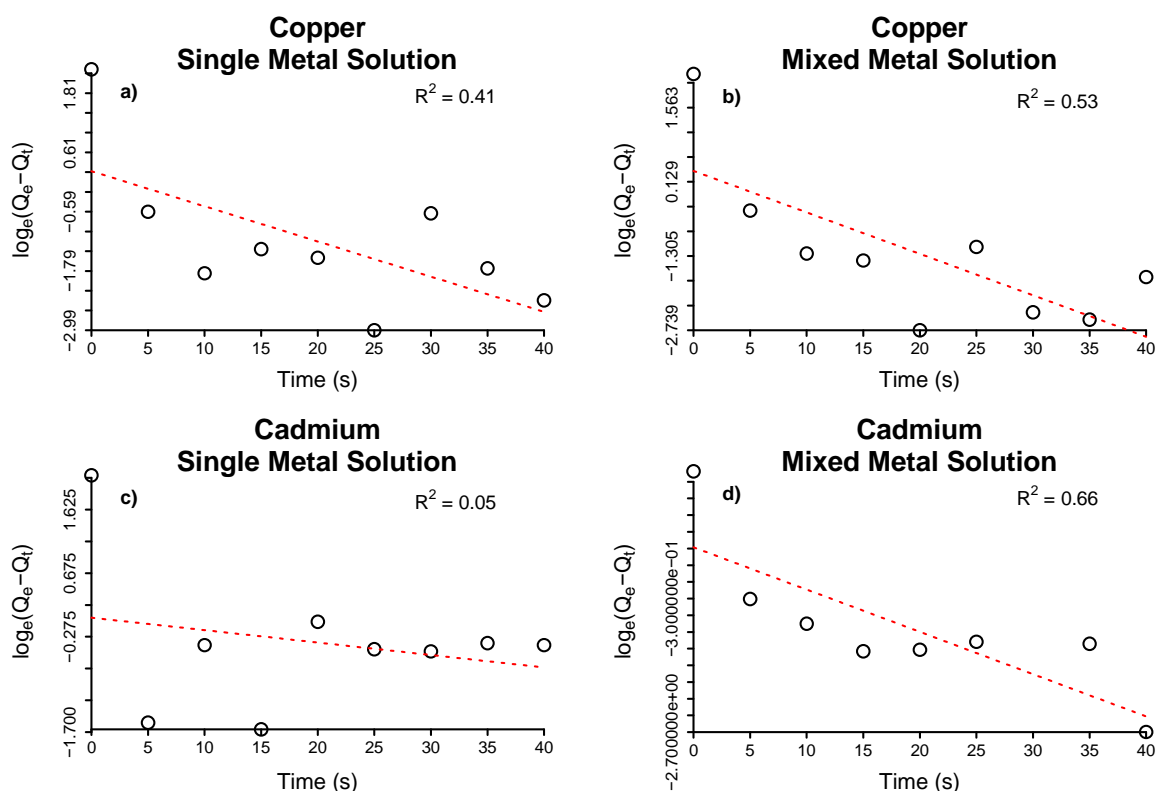 Copper
Single Metal Solution
a)
R² = 0.41
logₑ(Qₑ−Qₜ)
1.81
0.61
−0.59
−1.79
−2.99
0 5 10 15 20 25 30 35 40
Time (s)
Copper
Mixed Metal Solution
b)
R² = 0.53
logₑ(Qₑ−Qₜ)
1.563
0.129
−1.305
−2.739
0 5 10 15 20 25 30 35 40
Time (s)
Cadmium
Single Metal Solution
c)
R² = 0.05
logₑ(Qₑ−Qₜ)
1.625
0.675
−0.275
−1.700
0 5 10 15 20 25 30 35 40
Time (s)
Cadmium
Mixed Metal Solution
d)
R² = 0.66
logₑ(Qₑ−Qₜ)
−3.000000e−01
−2.700000e+00
0 5 10 15 20 25 30 35 40
Time (s)